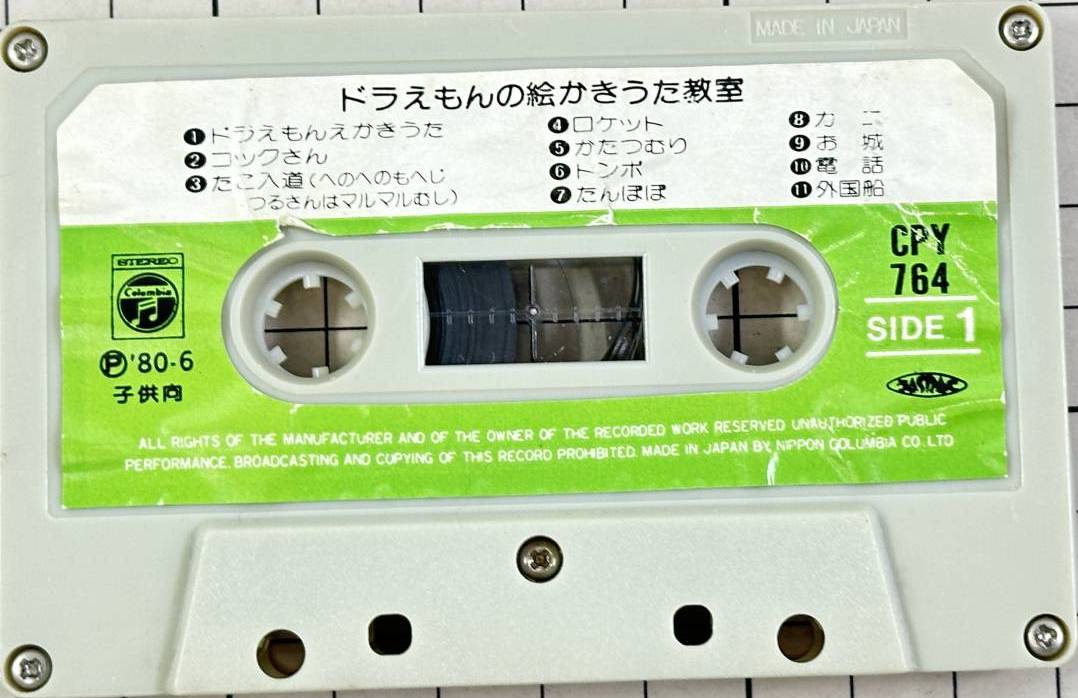 MADE IN JAPAN
ドラえもんの絵かきうた教室
❶ドラえもんえかきうた
❷コックさん
❸たこ入道(へのへのもへじ
つるさんはマルマルむし)
❹ロケット
❺かたつむり
❻トンボ
❼たんぽぽ
❽カニ
❾お城
❿電話
⓫外国船
STEREO
Columbia
Ⓟ'80-6
子供向
CPY
764
SIDE 1
JASRAC
ALL RIGHTS OF THE MANUFACTURER AND OF THE OWNER OF THE RECORDED WORK RESERVED UNAUTHORIZED PUBLIC
PERFORMANCE. BROADCASTING AND COPYING OF THIS RECORD PROHIBITED. MADE IN JAPAN BY NIPPON COLUMBIA CO. LTD